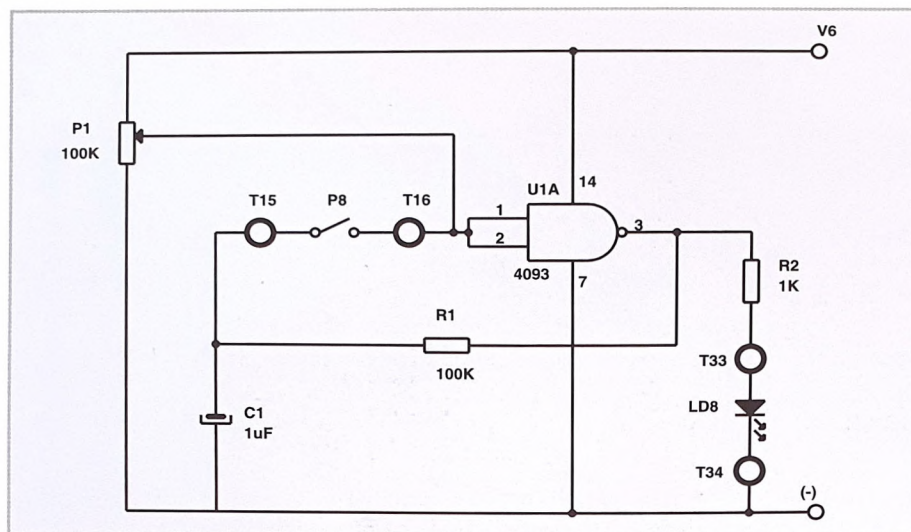 V6
P1
100K
T15
P8
T16
U1A
14
1
2
3
4093
7
R2
1K
R1
100K
T33
LD8
C1
1uF
T34
(-)